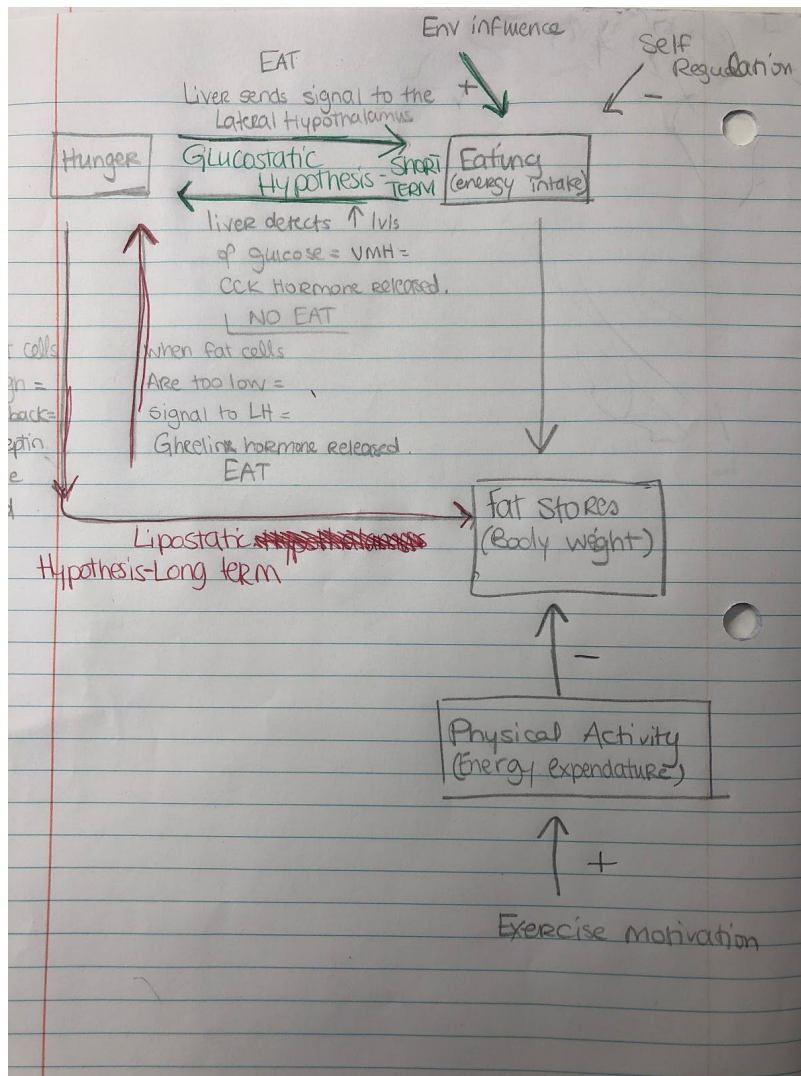 Env influence
Self
Regulation
+
-
EAT
Liver sends signal to the
Lateral Hypothalamus
Hunger
Glucostatic
Hypothesis - SHORT
TERM
Eating
(energy intake)
liver detects ↑ lvls
of glucose = VMH =
CCK HORMONE RELEASED.
NO EAT
cells
=
back=
when fat cells
ARE too low =
signal to LH =
hormone released.
EAT
Fat Stores
(Body weight)
Lipostatic
Hypothesis-Long term
-
Physical Activity
(Energy expendature)
+
Exercise motivation